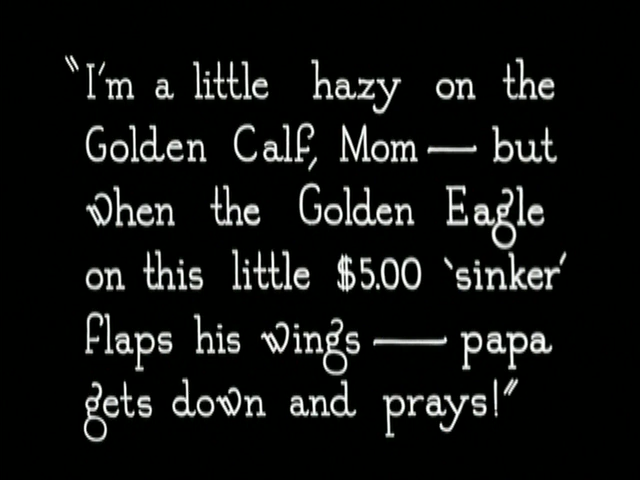 "I'm a little hazy on the
Golden Calf, Mom — but
when the Golden Eagle
on this little $5.00 'sinker'
flaps his wings — papa
gets down and prays!"